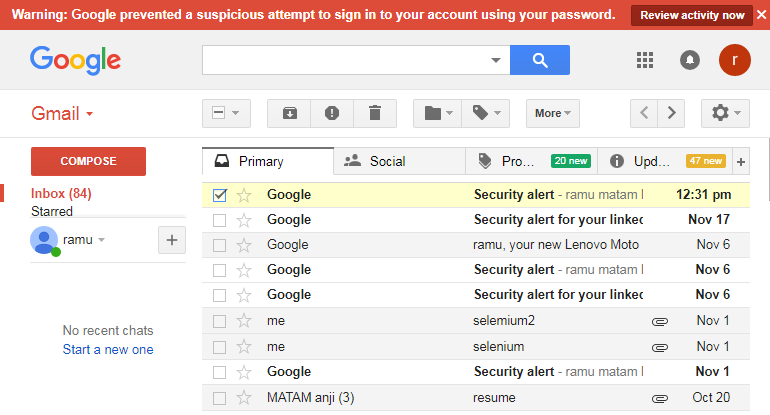 Warning: Google prevented a suspicious attempt to sign in to your account using your password. Review activity now
Google
r
Gmail
More
COMPOSE
Primary
Social
Pro... 20 new
Upd... 47 new
Inbox (84)
Starred
ramu
No recent chats
Start a new one
Google Security alert - ramu matam 12:31 pm
Google Security alert for your linked Nov 17
Google ramu, your new Lenovo Moto Nov 6
Google Security alert - ramu matam Nov 6
Google Security alert for your linked Nov 6
me selemium2 Nov 1
me selenium Nov 1
Google Security alert - ramu matam Nov 1
MATAM anji (3) resume Oct 20